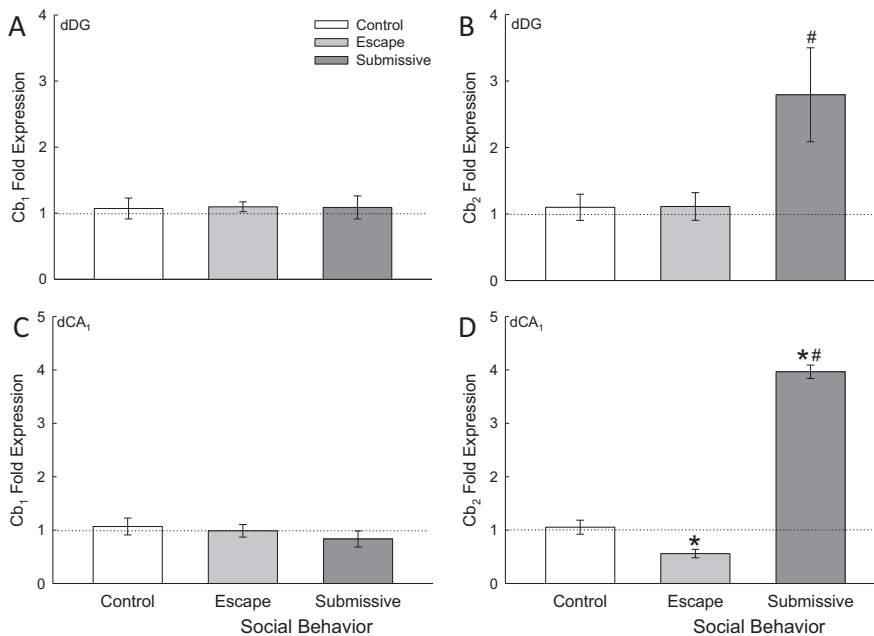 A
dDG
Control
Escape
Submissive
4
3
2
1
0
Cb₁ Fold Expression
B
dDG
#
4
3
2
1
0
Cb₂ Fold Expression
C
dCA₁
5
4
3
2
1
0
Cb₁ Fold Expression
Control Escape Submissive
Social Behavior
D
dCA₁
*#
*
5
4
3
2
1
0
Cb₂ Fold Expression
Control Escape Submissive
Social Behavior